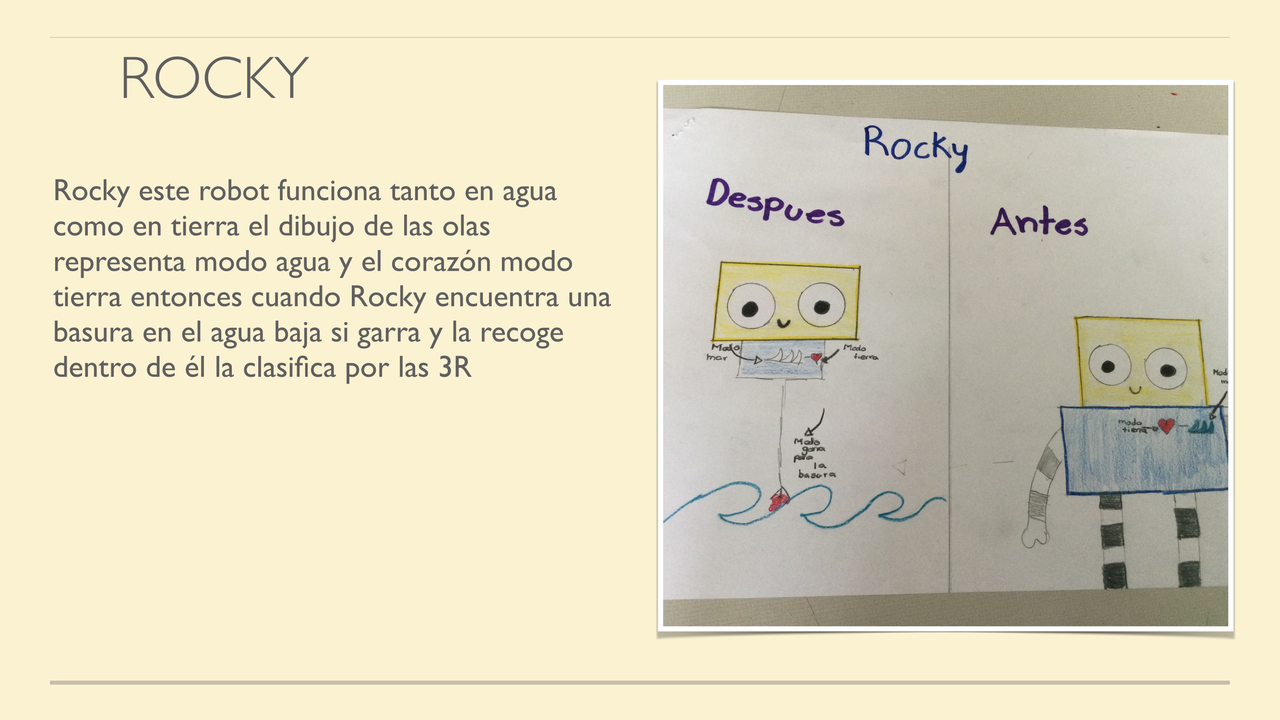 ROCKY
Rocky este robot funciona tanto en agua
como en tierra el dibujo de las olas
representa modo agua y el corazón modo
tierra entonces cuando Rocky encuentra una
basura en el agua baja si garra y la recoge
dentro de él la clasifica por las 3R
Rocky
Despues
Modo
mar
Modo
tierra
Modo
garra
para
la
basura
Antes
modo
tierra